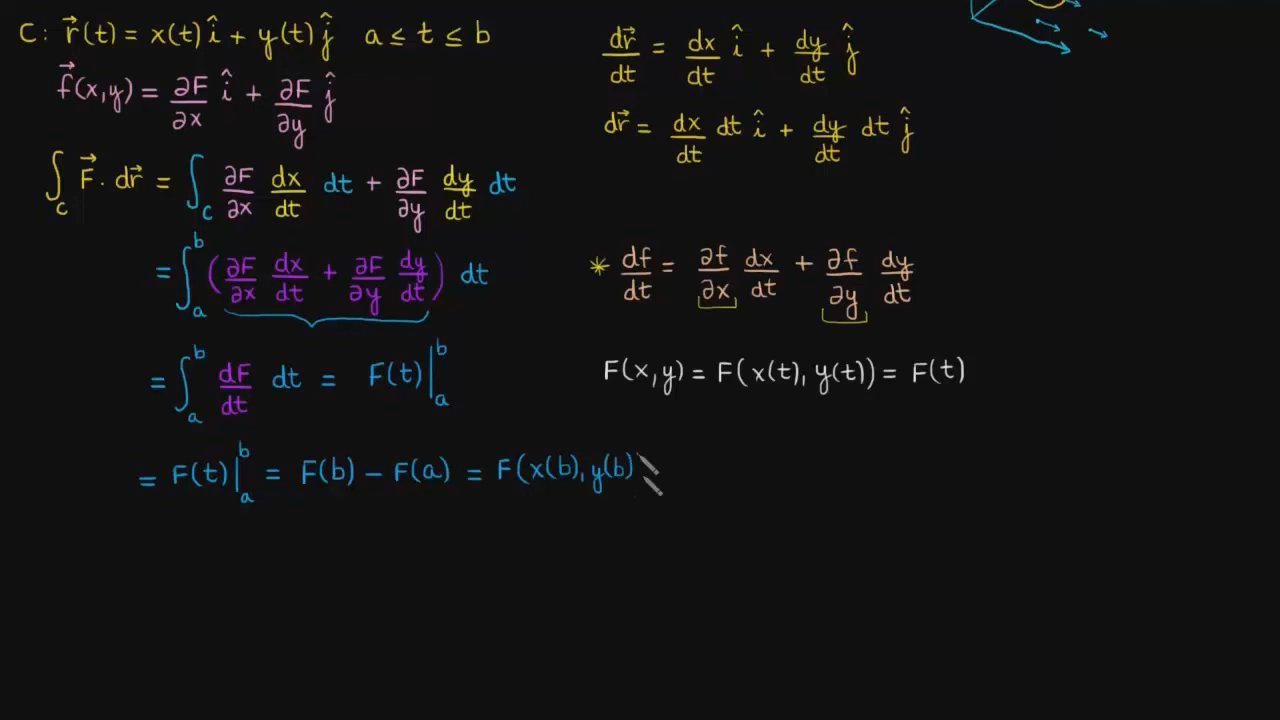 C: r⃗(t) = x(t) î + y(t) ĵ   a ≤ t ≤ b
f⃗(x,y) = ∂F/∂x î + ∂F/∂y ĵ
∫_C F⃗ · dr⃗ = ∫_C ∂F/∂x dx/dt dt + ∂F/∂y dy/dt dt
= ∫_a^b (∂F/∂x dx/dt + ∂F/∂y dy/dt) dt
= ∫_a^b dF/dt dt = F(t)|_a^b
= F(t)|_a^b = F(b) − F(a) = F(x(b), y(b)
dr⃗/dt = dx/dt î + dy/dt ĵ
dr⃗ = dx/dt dt î + dy/dt dt ĵ
* df/dt = ∂f/∂x dx/dt + ∂f/∂y dy/dt
F(x,y) = F(x(t), y(t)) = F(t)